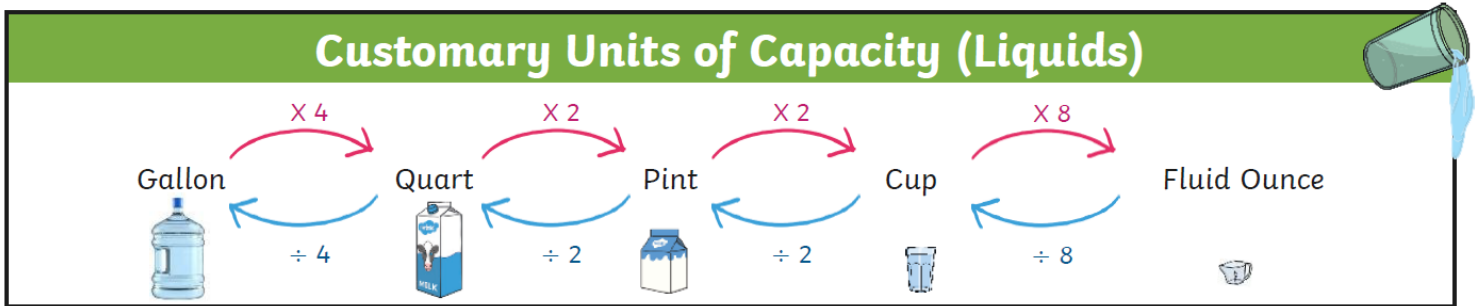 Customary Units of Capacity (Liquids)
X 4 X 2 X 2 X 8
Gallon Quart Pint Cup Fluid Ounce
÷ 4 ÷ 2 ÷ 2 ÷ 8
MILK